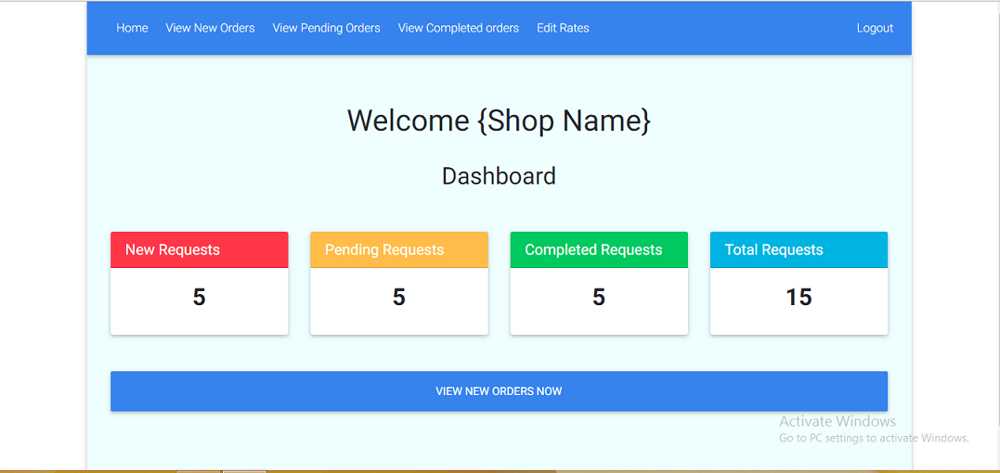 Home View New Orders View Pending Orders View Completed orders Edit Rates Logout
Welcome {Shop Name}
Dashboard
New Requests Pending Requests Completed Requests Total Requests
5 5 5 15
VIEW NEW ORDERS NOW
Activate Windows
Go to PC settings to activate Windows.